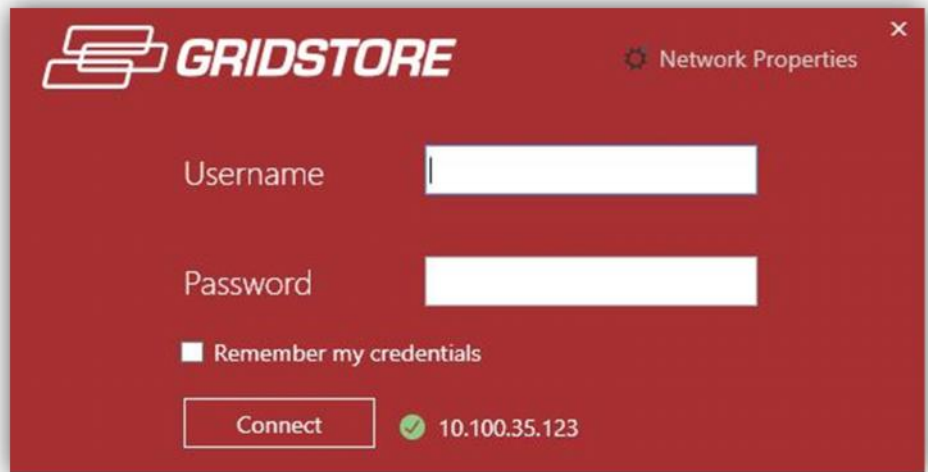 GRIDSTORE
Network Properties
Username
Password
Remember my credentials
Connect
10.100.35.123